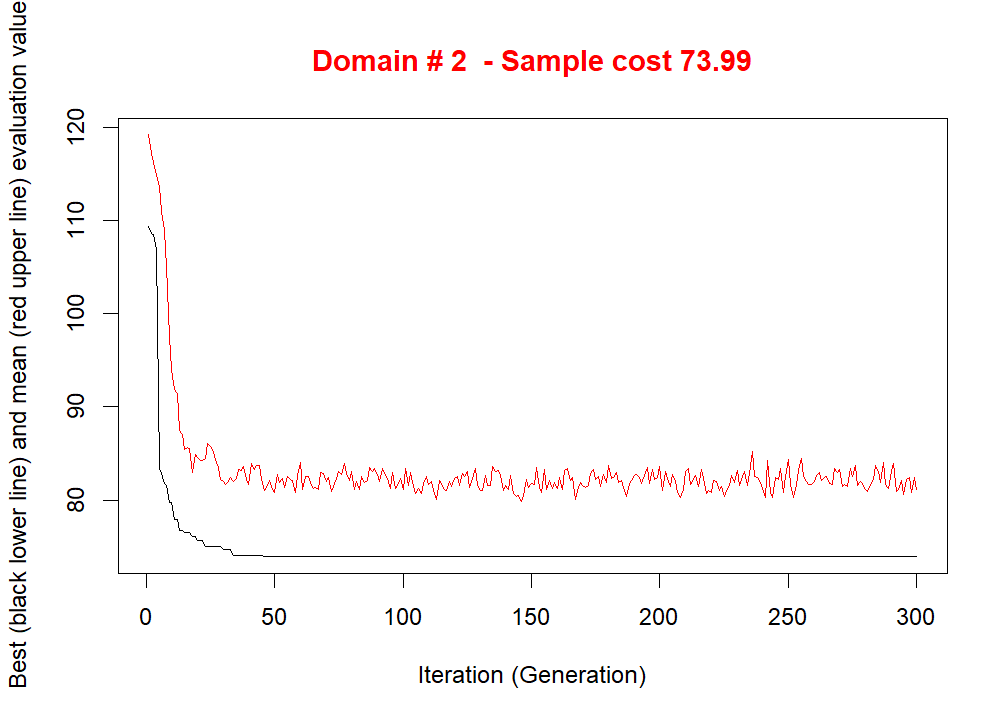 Domain # 2  - Sample cost 73.99
Best (black lower line) and mean (red upper line) evaluation value
120
110
100
90
80
0 50 100 150 200 250 300
Iteration (Generation)